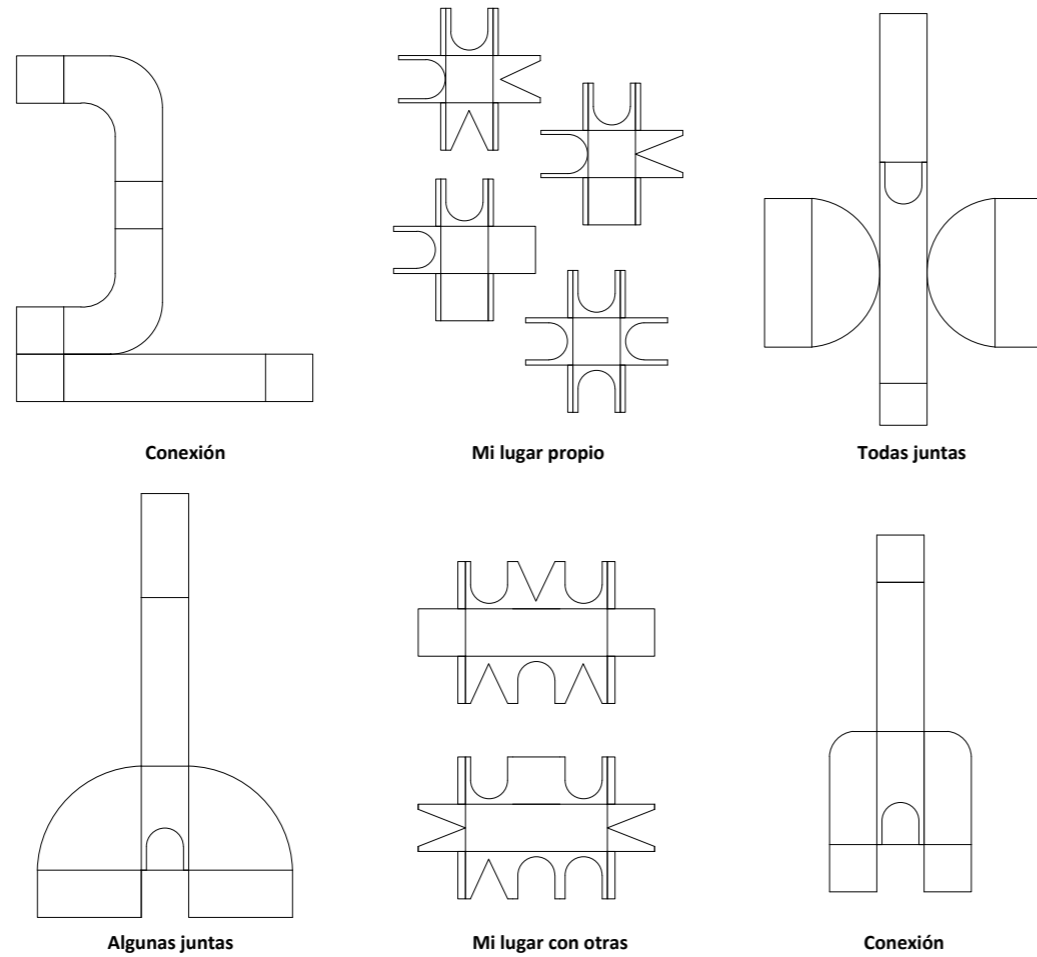 Conexión
Mi lugar propio
Todas juntas
Algunas juntas
Mi lugar con otras
Conexión